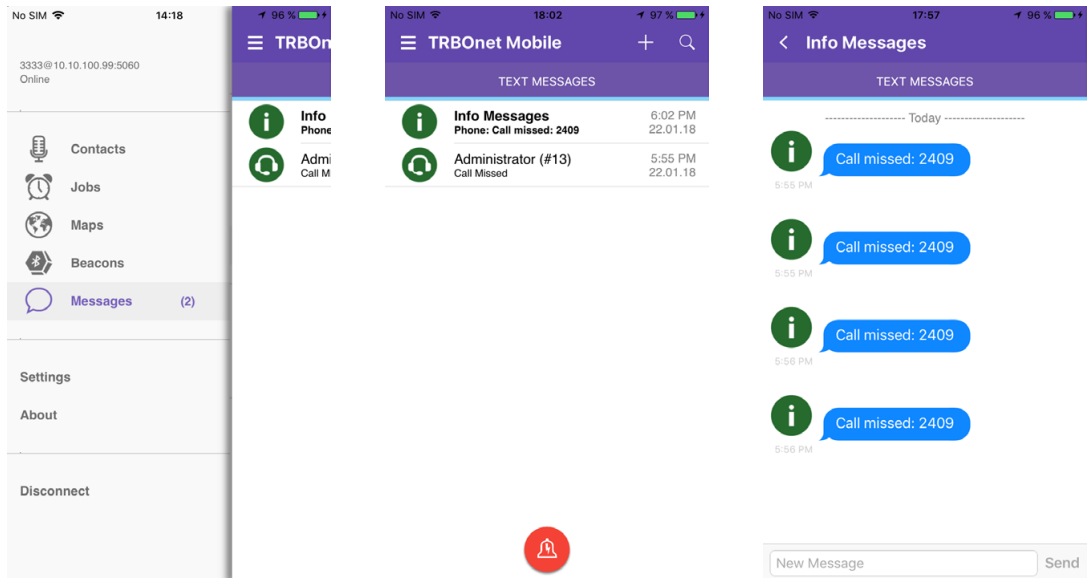 No SIM 14:18
3333@10.10.100.99:5060
Online
Contacts
Jobs
Maps
Beacons
Messages (2)
Settings
About
Disconnect
96 %
TRBOn
Info
Phone
Admi
Call M
No SIM 18:02 97 %
TRBOnet Mobile
TEXT MESSAGES
Info Messages 6:02 PM
Phone: Call missed: 2409 22.01.18
Administrator (#13) 5:55 PM
Call Missed 22.01.18
No SIM 17:57 96 %
Info Messages
TEXT MESSAGES
Today
Call missed: 2409
5:55 PM
Call missed: 2409
5:55 PM
Call missed: 2409
5:56 PM
Call missed: 2409
5:56 PM
New Message Send